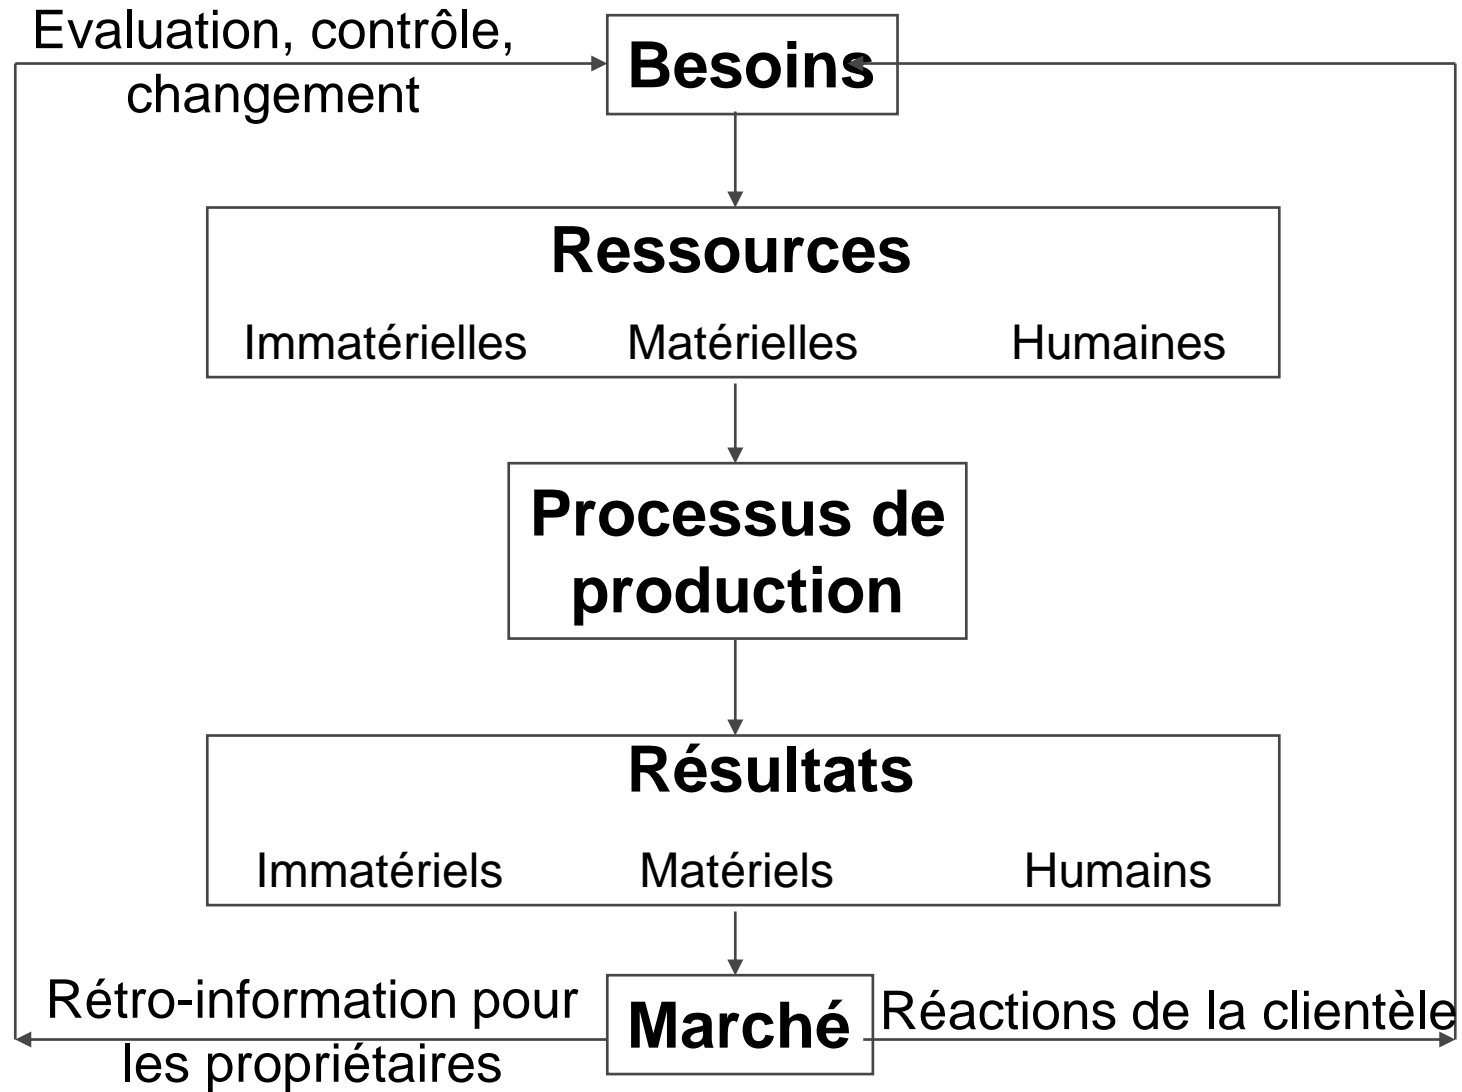 Evaluation, contrôle,
changement
Besoins
Ressources
Immatérielles Matérielles Humaines
Processus de
production
Résultats
Immatériels Matériels Humains
Rétro-information pour
les propriétaires
Marché
Réactions de la clientèle